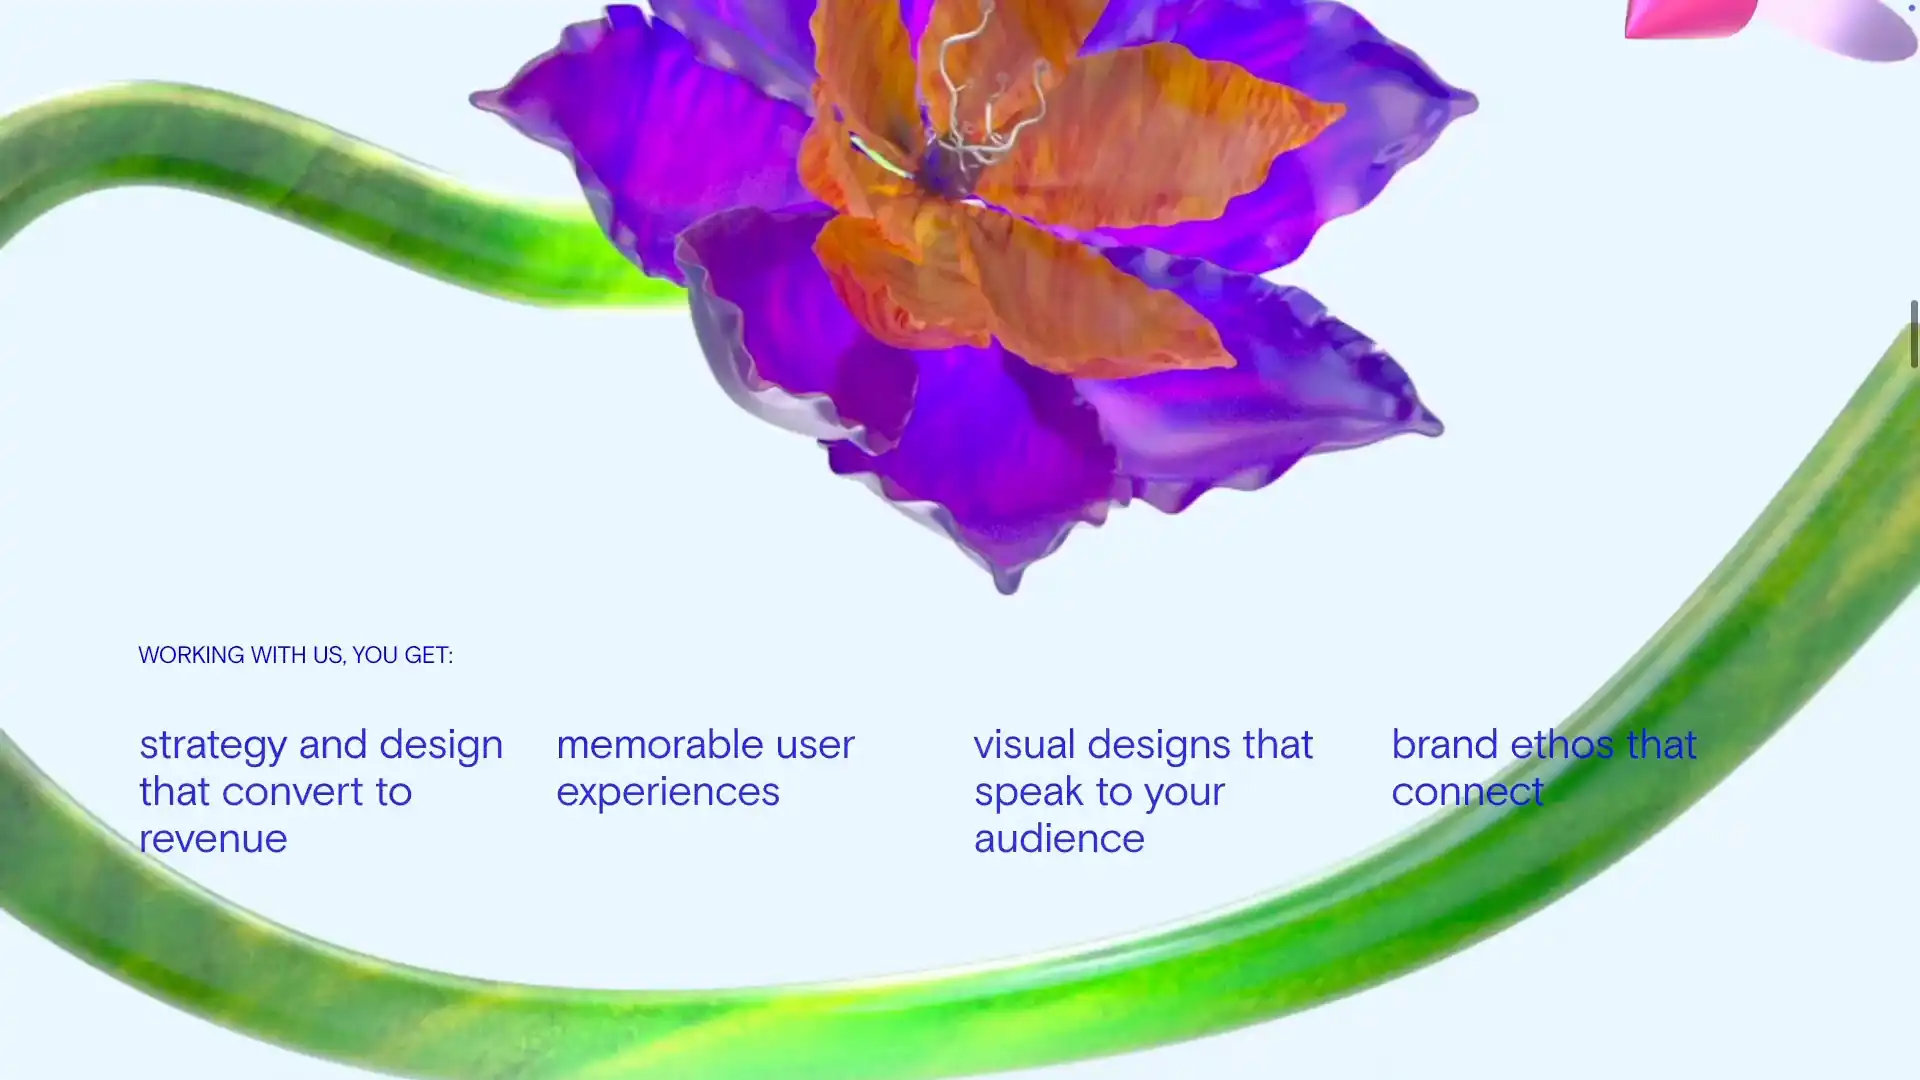 WORKING WITH US, YOU GET:
strategy and design
that convert to
revenue
memorable user
experiences
visual designs that
speak to your
audience
brand ethos that
connect